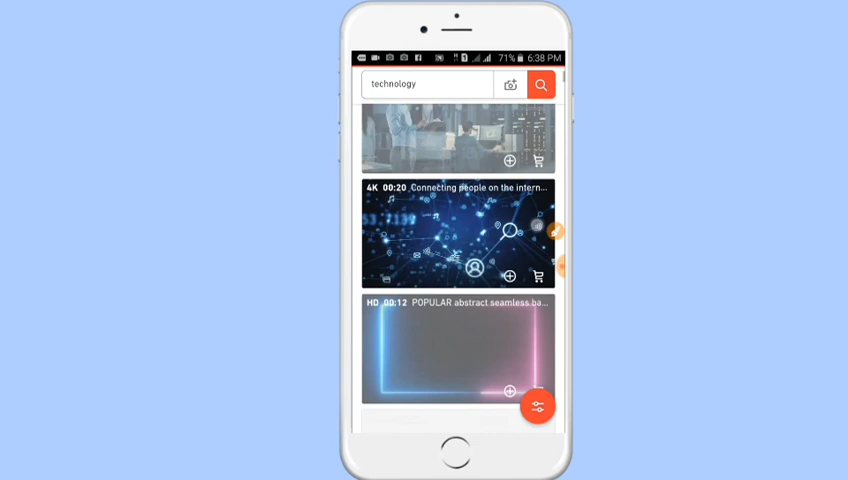 71% 6:38 PM
technology
4K 00:20 Connecting people on the intern...
HD 00:12 POPULAR abstract seamless ba...